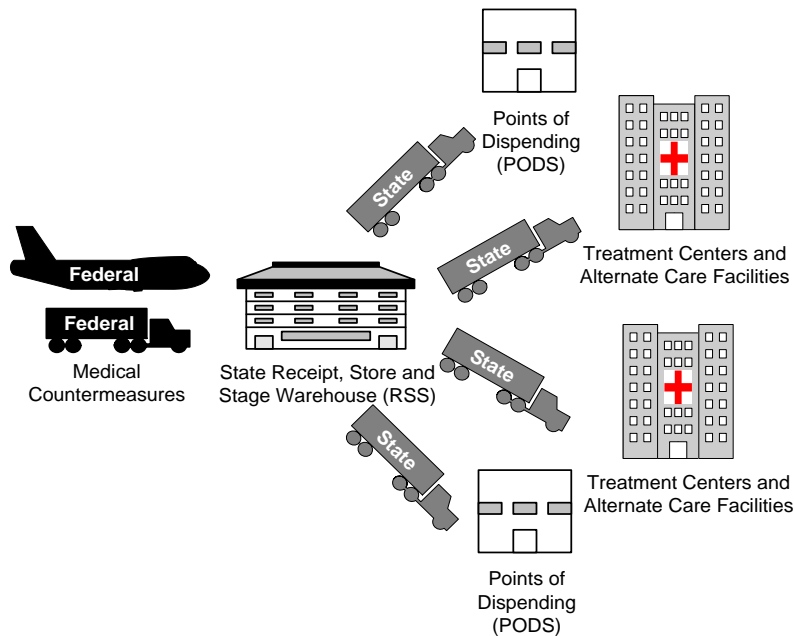 Points of
Dispending
(PODS)
State
State
Treatment Centers and
Alternate Care Facilities
Federal
Federal
Medical
Countermeasures
State Receipt, Store and
Stage Warehouse (RSS)
State
State
Treatment Centers and
Alternate Care Facilities
Points of
Dispending
(PODS)